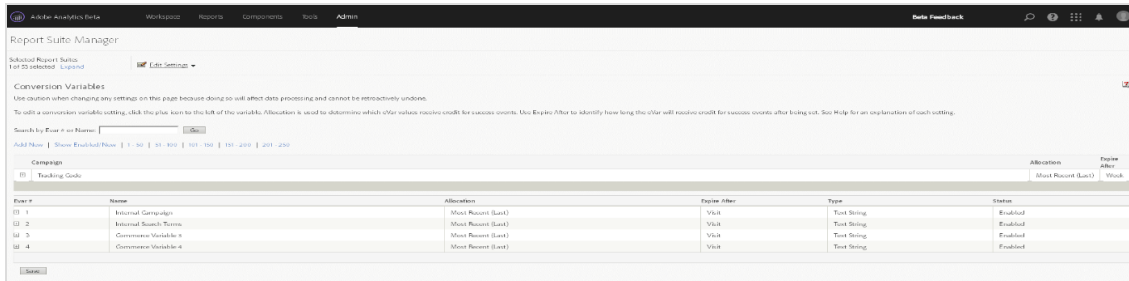 Adobe Analytics Beta Workspace Reports Components Tools Admin Beta Feedback
Report Suite Manager
Selected Report Suites
1 of 53 selected Expand Edit Settings
Conversion Variables
Use caution when changing any settings on this page because doing so will affect data processing and cannot be retroactively undone.
To edit a conversion variable setting, click the plus icon to the left of the variable. Allocation is used to determine which eVar values receive credit for success events. Use Expire After to identify how long the eVar will receive credit for success events after being set. See Help for an explanation of each setting.
Search by Evar # or Name: Go
Add New | Show Enabled/New | 1 - 50 | 51 - 100 | 101 - 150 | 151 - 200 | 201 - 250
Campaign Allocation Expire After
Tracking Code Most Recent (Last) Week
Evar # Name Allocation Expire After Type Status
1 Internal Campaign Most Recent (Last) Visit Text String Enabled
2 Internal Search Terms Most Recent (Last) Visit Text String Enabled
3 Commerce Variable Most Recent (Last) Visit Text String Enabled
4 Commerce Variable 4 Most Recent (Last) Visit Text String Enabled
Save